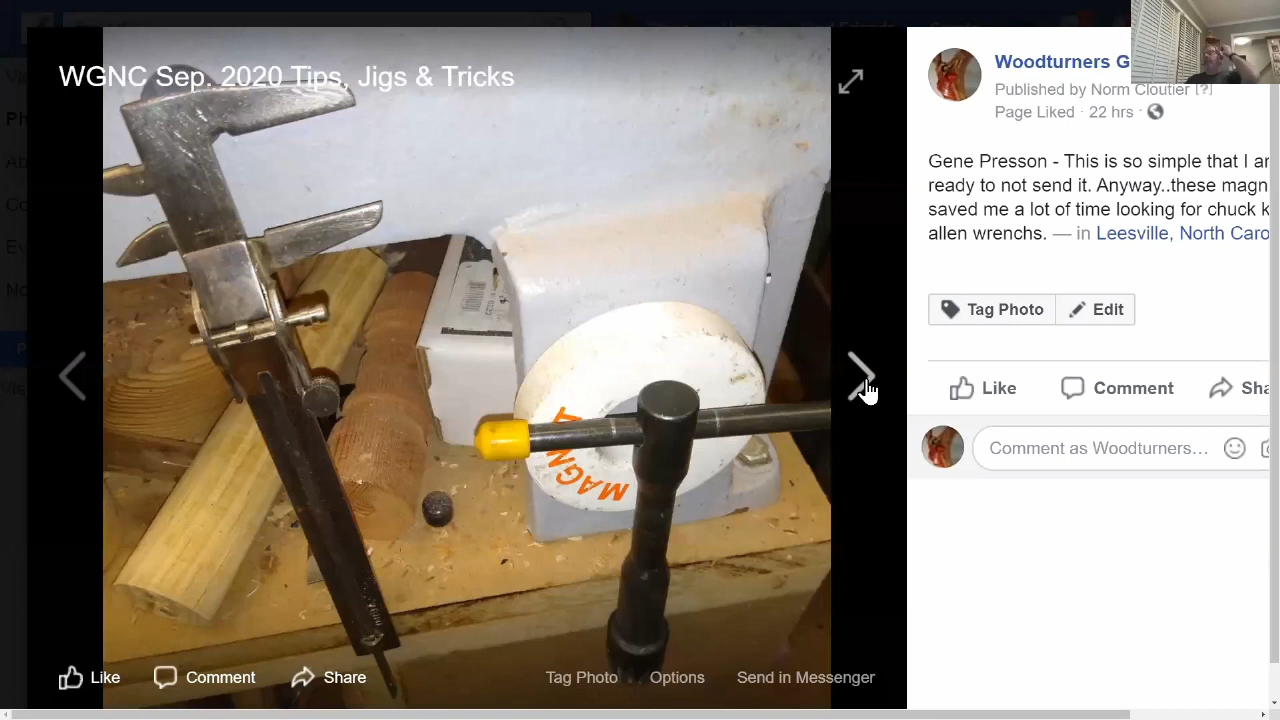 WGNC Sep. 2020 Tips, Jigs & Tricks
MAGNA
Like
Comment
Share
Tag Photo
Options
Send in Messenger
Woodturners G
Published by Norm Cloutier [?]
Page Liked · 22 hrs ·
Gene Presson - This is so simple that I
ready to not send it. Anyway..these magn
saved me a lot of time looking for chuck k
allen wrenchs. — in Leesville, North Caro
Tag Photo
Edit
Like
Comment
Sha
Comment as Woodturners…